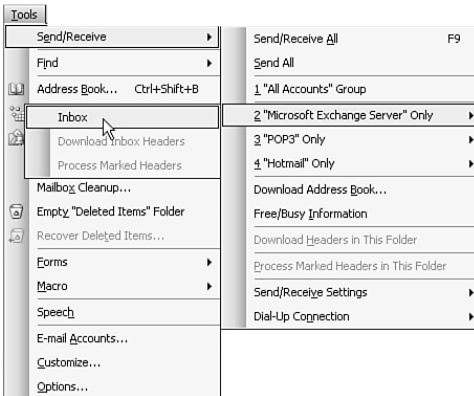 Tools
Send/Receive
Find
Address Book... Ctrl+Shift+B
Inbox
Download Inbox Headers
Process Marked Headers
Mailbox Cleanup...
Empty "Deleted Items" Folder
Recover Deleted Items...
Forms
Macro
Speech
E-mail Accounts...
Customize...
Options...
Send/Receive All F9
Send All
1 "All Accounts" Group
2 "Microsoft Exchange Server" Only
3 "POP3" Only
4 "Hotmail" Only
Download Address Book...
Free/Busy Information
Download Headers in This Folder
Process Marked Headers in This Folder
Send/Receive Settings
Dial-Up Connection